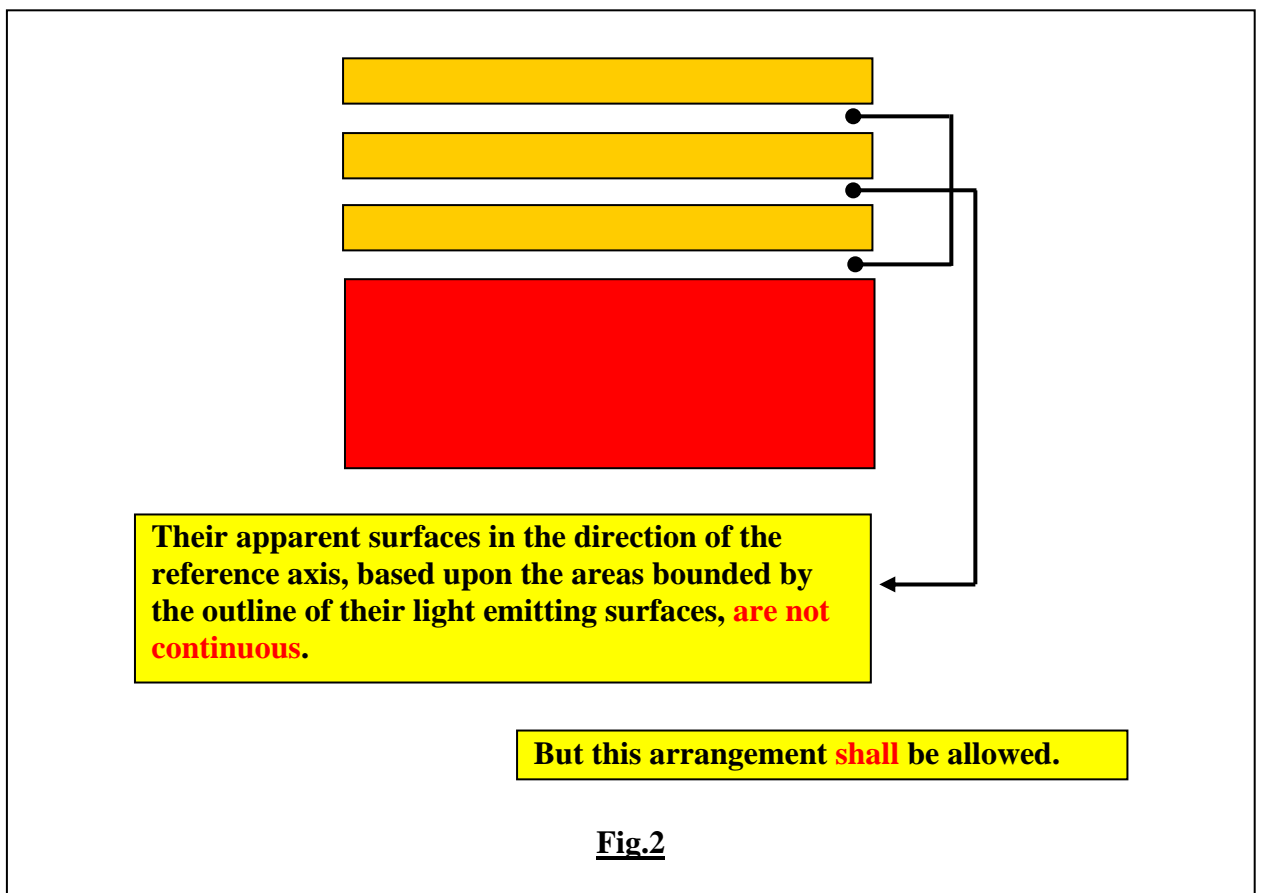 Their apparent surfaces in the direction of the
reference axis, based upon the areas bounded by
the outline of their light emitting surfaces, are not
continuous.
But this arrangement shall be allowed.
Fig.2